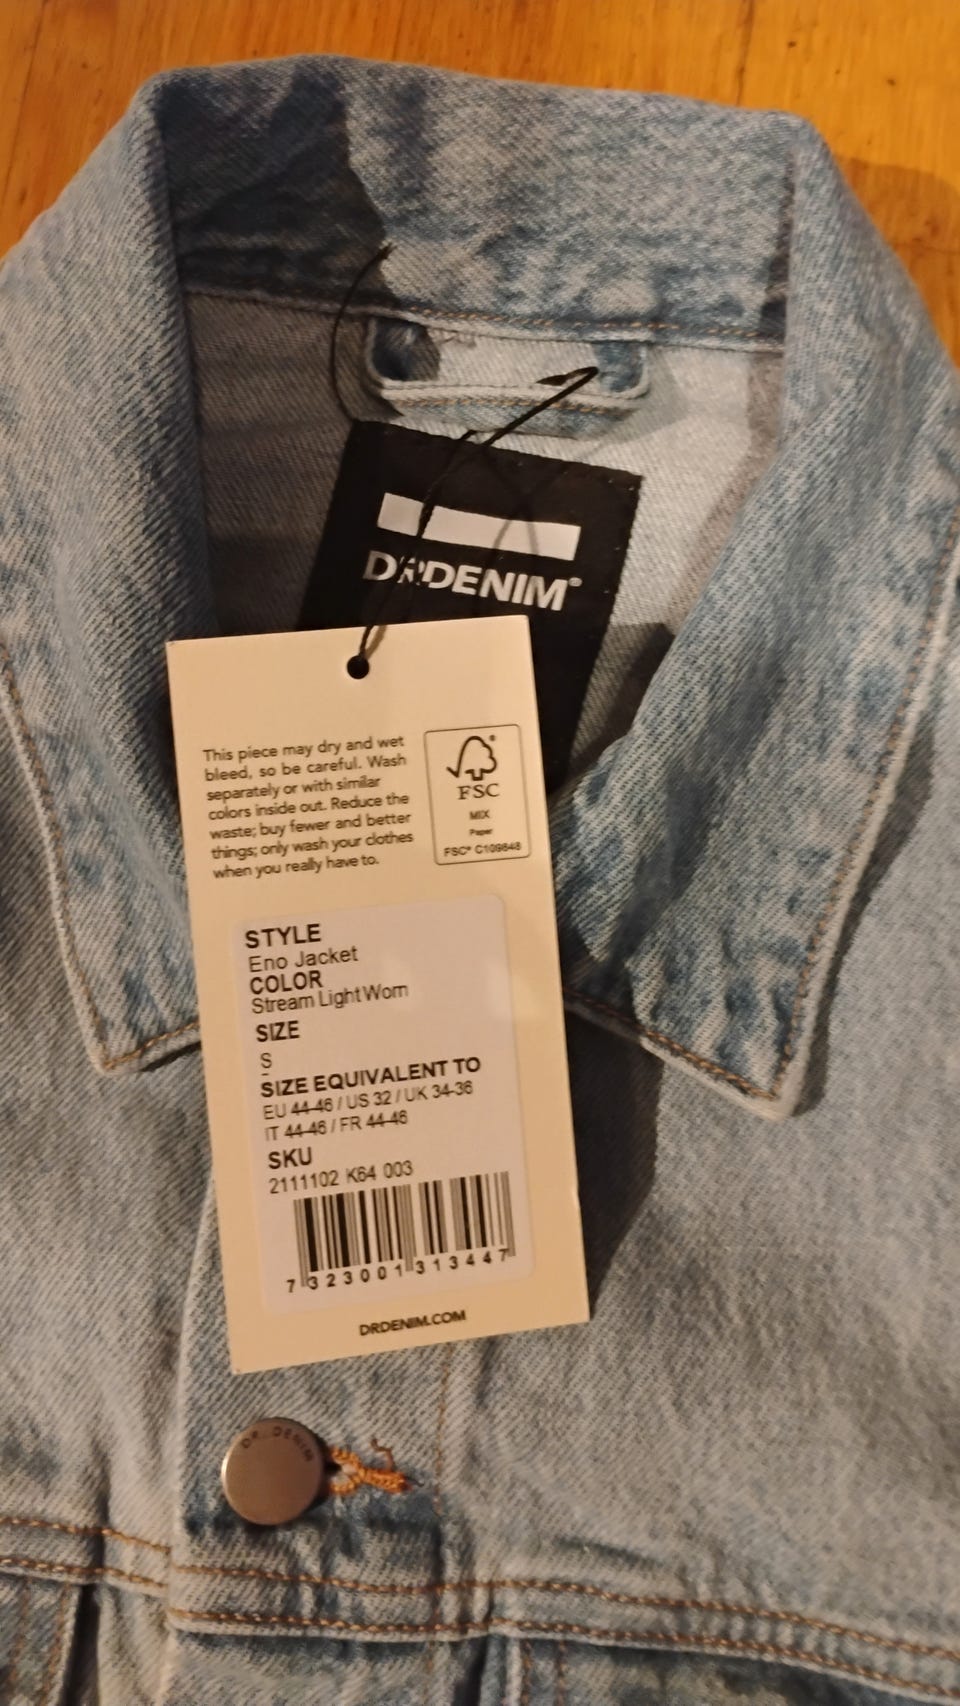 DRDENIM®
This piece may dry and wet
bleed, so be careful. Wash
separately or with similar
colors inside out. Reduce the
waste; buy fewer and better
things; only wash your clothes
when you really have to.
FSC
MIX
Paper
FSC® C109848
STYLE
Eno Jacket
COLOR
Stream Light Worn
SIZE
S
SIZE EQUIVALENT TO
EU 44-46 / US 32 / UK 34-36
IT 44-46 / FR 44-46
SKU
2111102 K64 003
7 323001 313447
DRDENIM.COM
DR DENIM